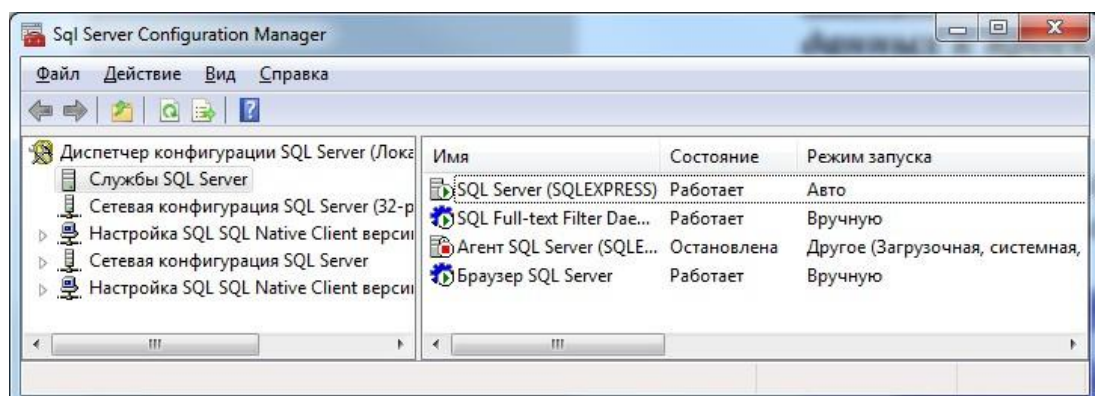 Sql Server Configuration Manager
Файл Действие Вид Справка
Диспетчер конфигурации SQL Server (Лока
Службы SQL Server
Сетевая конфигурация SQL Server (32-р
Настройка SQL SQL Native Client верси
Сетевая конфигурация SQL Server
Настройка SQL SQL Native Client верси
Имя Состояние Режим запуска
SQL Server (SQLEXPRESS) Работает Авто
SQL Full-text Filter Dae... Работает Вручную
Агент SQL Server (SQLE... Остановлена Другое (Загрузочная, системная,
Браузер SQL Server Работает Вручную